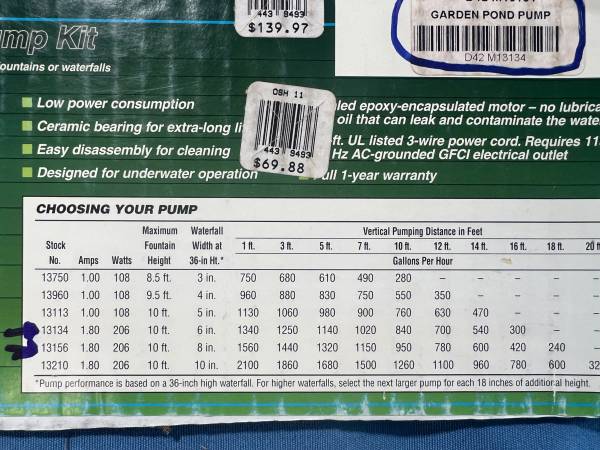 443 9493
$139.97
GARDEN POND PUMP
D42 M13134
mp Kit
ountains or waterfalls
OSH 11
443 9493
$69.88
Low power consumption
Ceramic bearing for extra-long li
Easy disassembly for cleaning
Designed for underwater operation
led epoxy-encapsulated motor – no lubrica
oil that can leak and contaminate the wate
ft. UL listed 3-wire power cord. Requires 11
Hz AC-grounded GFCI electrical outlet
ull 1-year warranty
CHOOSING YOUR PUMP
Stock No. Amps Watts Maximum Fountain Height Waterfall Width at 36-in Ht.* Vertical Pumping Distance in Feet
1 ft. 3 ft. 5 ft. 7 ft. 10 ft. 12 ft. 14 ft. 16 ft. 18 ft. 20 ft
Gallons Per Hour
13750 1.00 108 8.5 ft. 3 in. 750 680 610 490 280 – – – – –
13960 1.00 108 9.5 ft. 4 in. 960 880 830 750 550 350 – – – –
13113 1.00 108 10 ft. 5 in. 1130 1060 980 900 760 630 470 – – –
13134 1.80 206 10 ft. 6 in. 1340 1250 1140 1020 840 700 540 300 – –
13156 1.80 206 10 ft. 8 in. 1560 1440 1320 1150 950 780 600 420 240 –
13210 1.80 206 10 ft. 10 in. 2100 1860 1680 1500 1260 1100 960 780 600 32
*Pump performance is based on a 36-inch high waterfall. For higher waterfalls, select the next larger pump for each 18 inches of additional height.